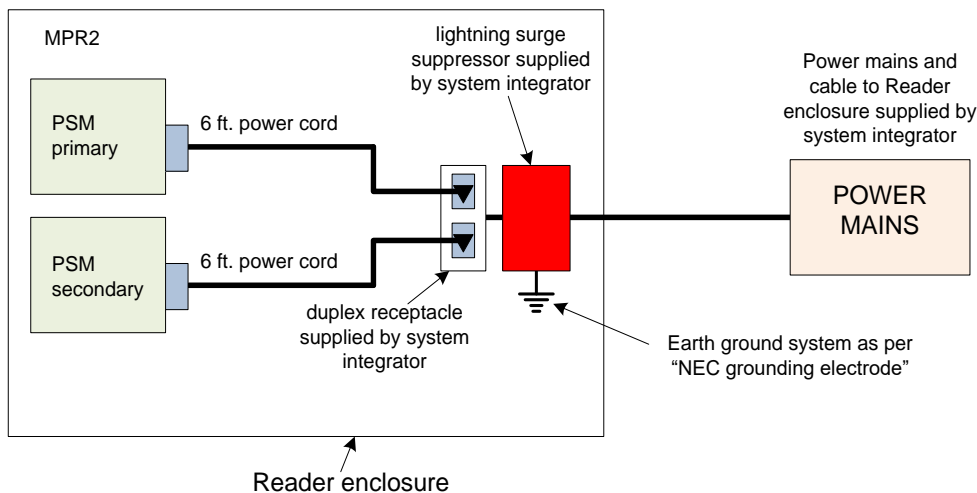 MPR2
lightning surge
suppressor supplied
by system integrator
Power mains and
cable to Reader
enclosure supplied by
system integrator
PSM
primary
6 ft. power cord
POWER
MAINS
PSM
secondary
6 ft. power cord
duplex receptacle
supplied by system
integrator
Earth ground system as per
“NEC grounding electrode”
Reader enclosure